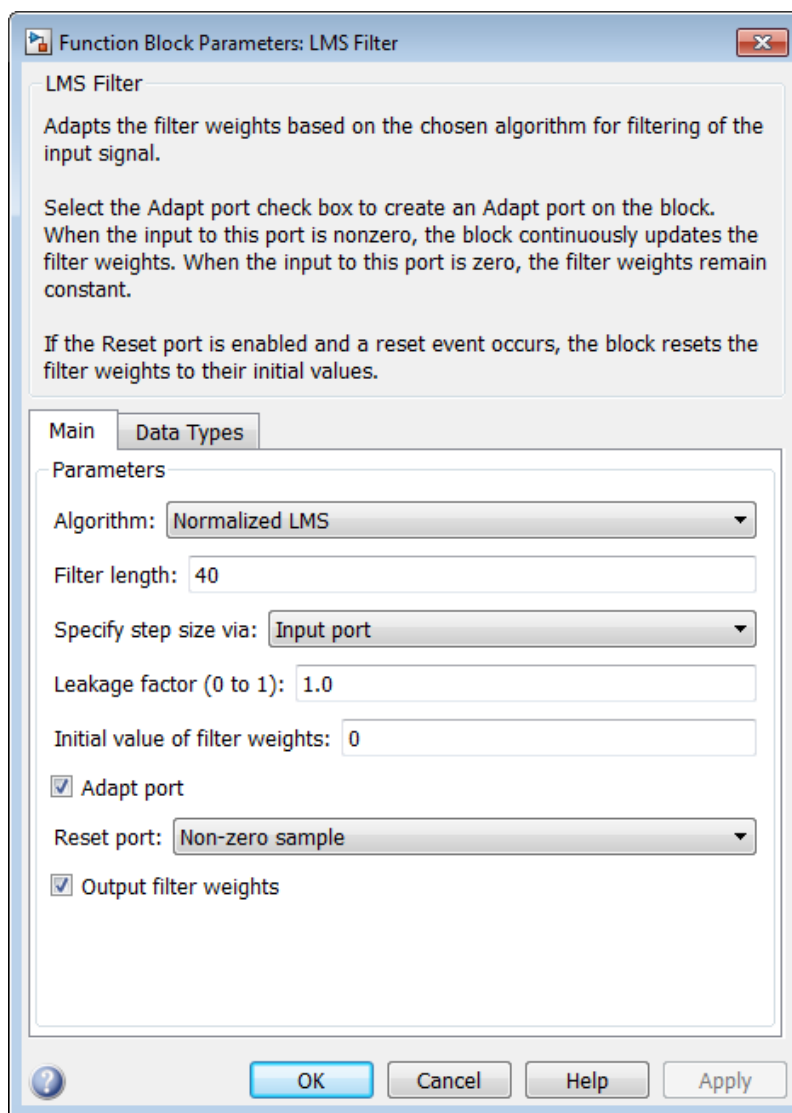 Function Block Parameters: LMS Filter
LMS Filter
Adapts the filter weights based on the chosen algorithm for filtering of the
input signal.
Select the Adapt port check box to create an Adapt port on the block.
When the input to this port is nonzero, the block continuously updates the
filter weights. When the input to this port is zero, the filter weights remain
constant.
If the Reset port is enabled and a reset event occurs, the block resets the
filter weights to their initial values.
Main Data Types
Parameters
Algorithm: Normalized LMS
Filter length: 40
Specify step size via: Input port
Leakage factor (0 to 1): 1.0
Initial value of filter weights: 0
Adapt port
Reset port: Non-zero sample
Output filter weights
OK Cancel Help Apply